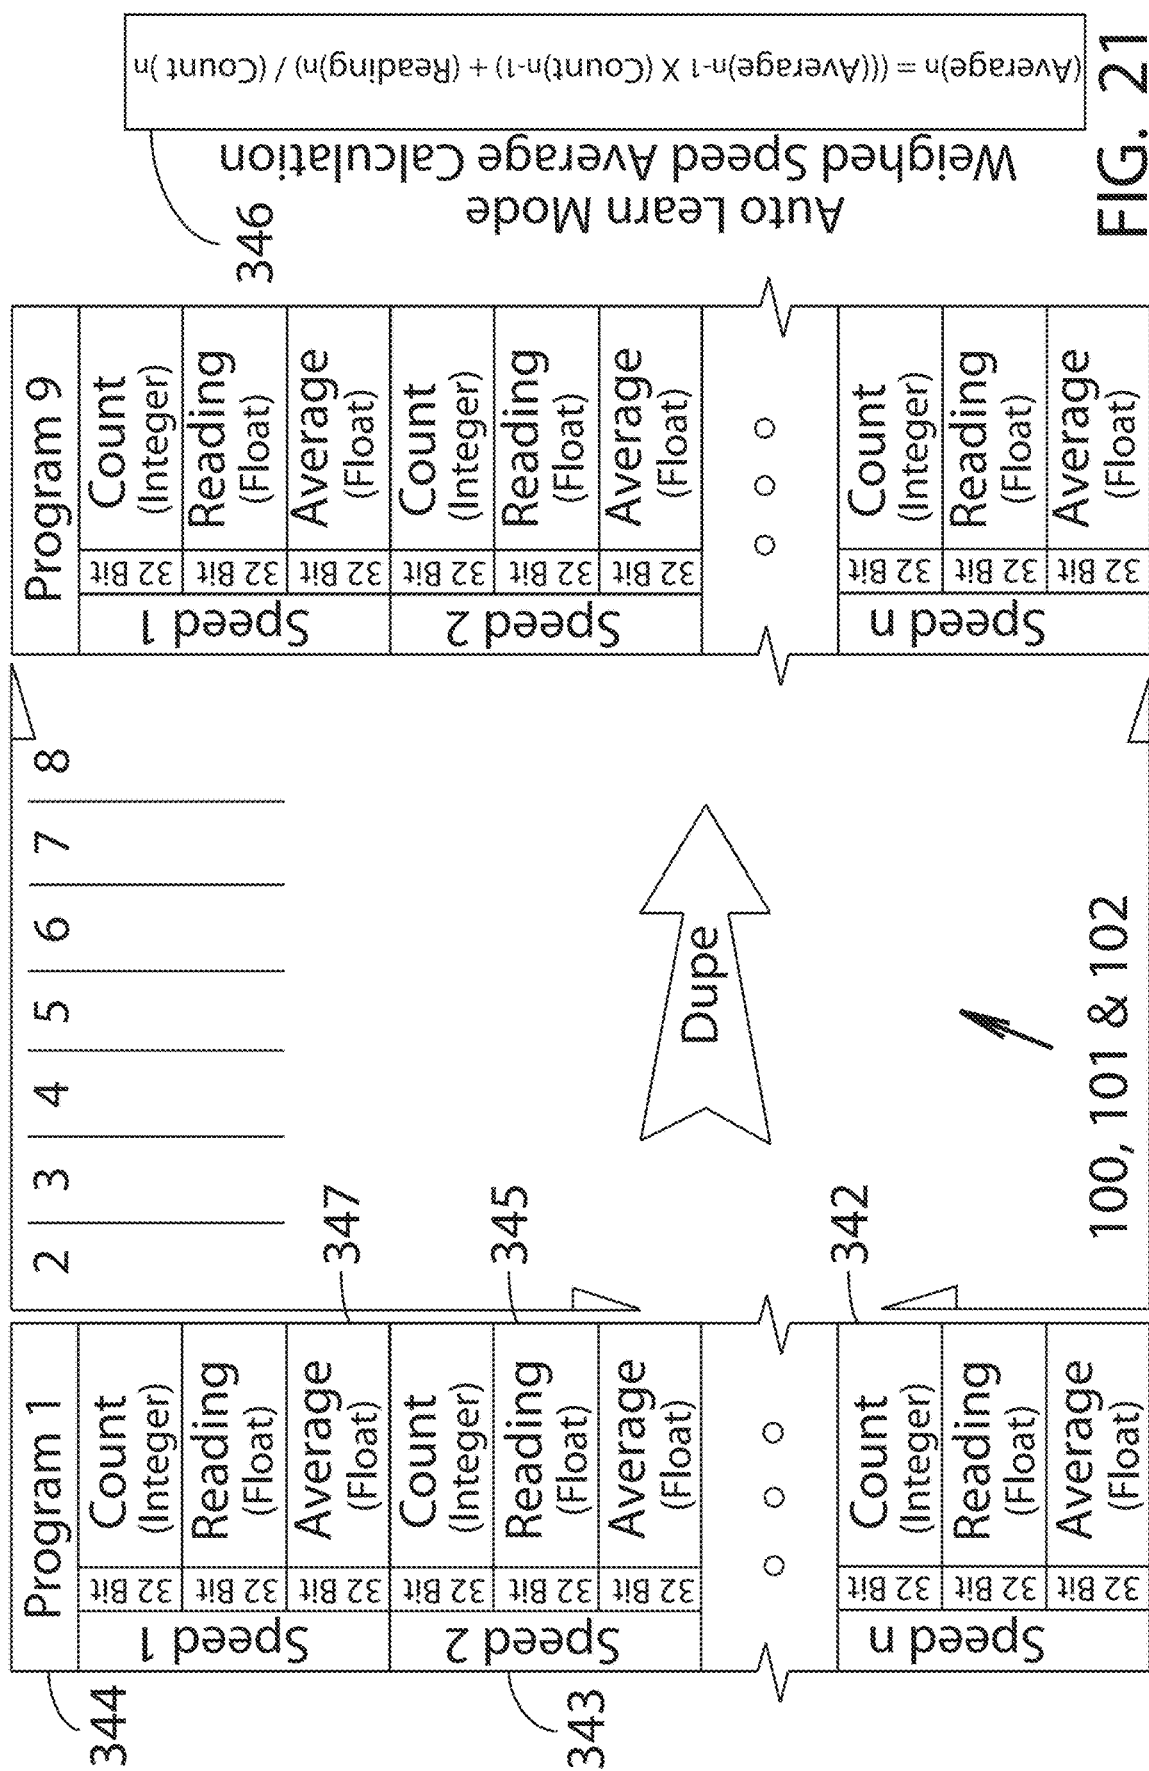 344
Program 1
Speed 1
32 Bit
Count
(Integer)
32 Bit
Reading
(Float)
32 Bit
Average
(Float)
347
Speed 2
32 Bit
Count
(Integer)
32 Bit
Reading
(Float)
345
32 Bit
Average
(Float)
343
Speed n
32 Bit
Count
(Integer)
342
32 Bit
Reading
(Float)
32 Bit
Average
(Float)
2
3
4
5
6
7
8
Dupe
100, 101 & 102
Program 9
Speed 1
32 Bit
Count
(Integer)
32 Bit
Reading
(Float)
32 Bit
Average
(Float)
Speed 2
32 Bit
Count
(Integer)
32 Bit
Reading
(Float)
32 Bit
Average
(Float)
Speed n
32 Bit
Count
(Integer)
32 Bit
Reading
(Float)
32 Bit
Average
(Float)
346
Auto Learn Mode
Weighed Speed Average Calculation
(Average)n = (((Average)n-1 X (Count)n-1) + (Reading)n) / (Count )n
FIG. 21